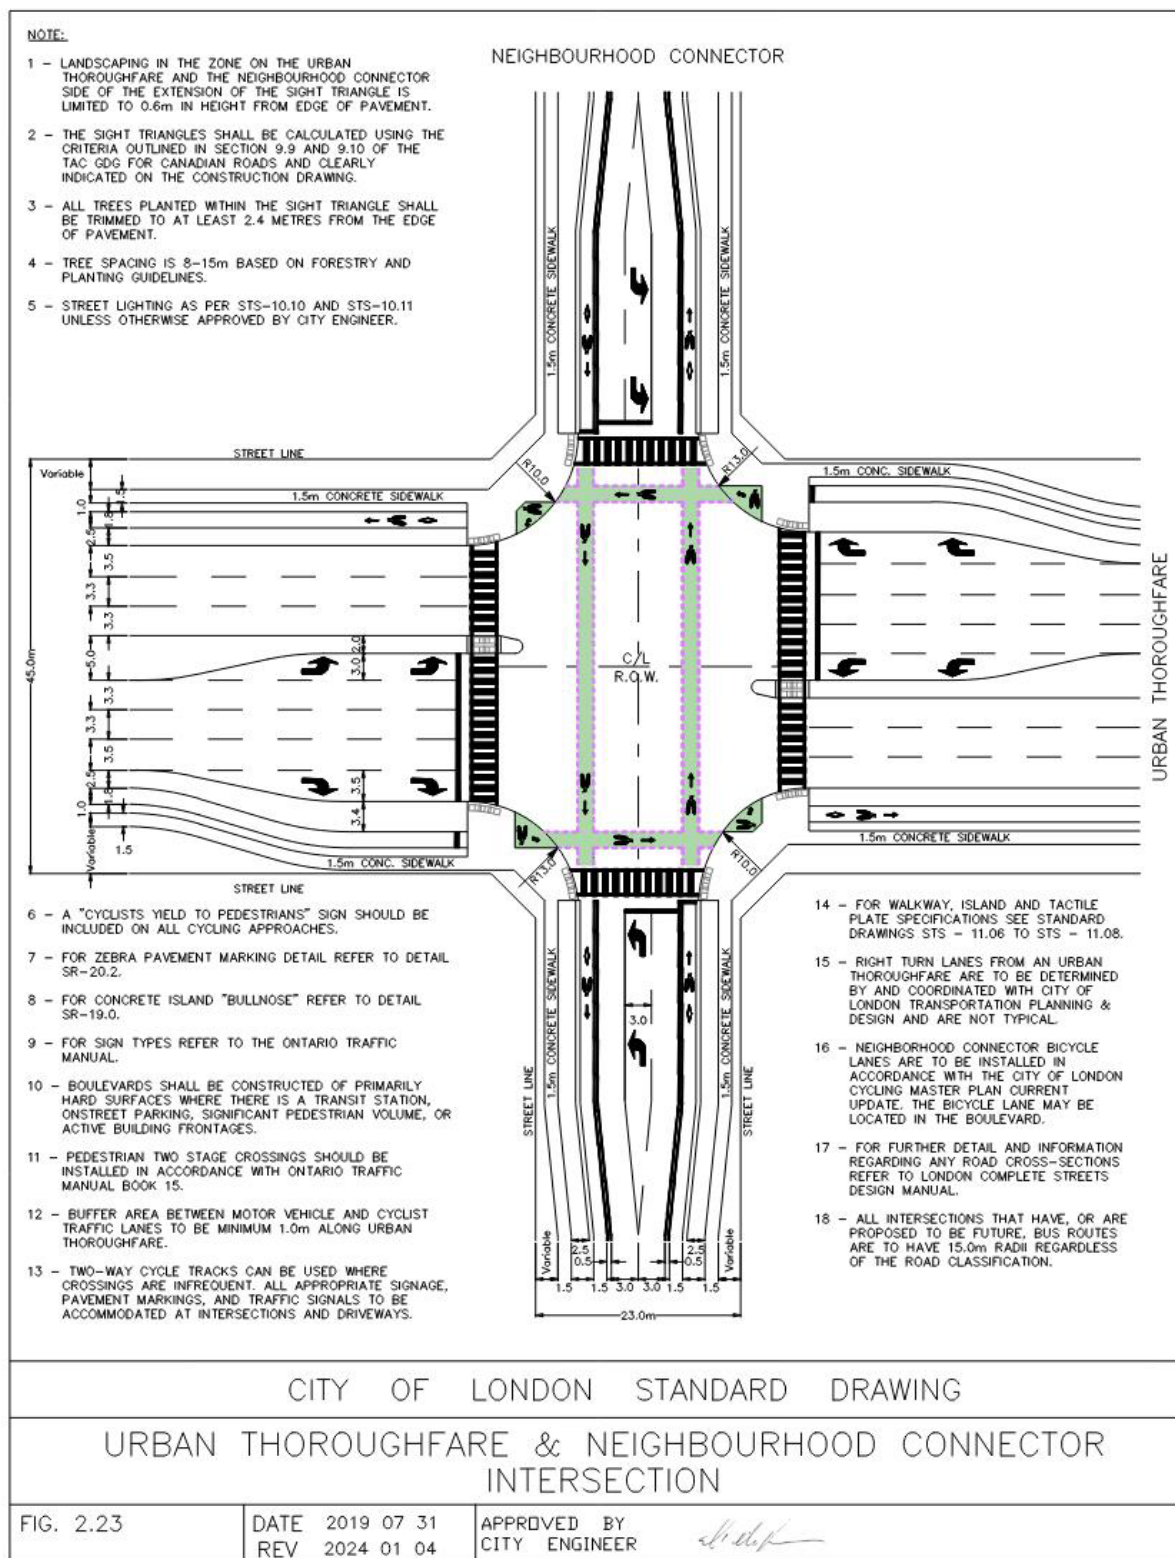 NOTE:
1 – LANDSCAPING IN THE ZONE ON THE URBAN
THOROUGHFARE AND THE NEIGHBOURHOOD CONNECTOR
SIDE OF THE EXTENSION OF THE SIGHT TRIANGLE IS
LIMITED TO 0.6m IN HEIGHT FROM EDGE OF PAVEMENT.
2 – THE SIGHT TRIANGLES SHALL BE CALCULATED USING THE
CRITERIA OUTLINED IN SECTION 9.9 AND 9.10 OF THE
TAC GDG FOR CANADIAN ROADS AND CLEARLY
INDICATED ON THE CONSTRUCTION DRAWING.
3 – ALL TREES PLANTED WITHIN THE SIGHT TRIANGLE SHALL
BE TRIMMED TO AT LEAST 2.4 METRES FROM THE EDGE
OF PAVEMENT.
4 – TREE SPACING IS 8–15m BASED ON FORESTRY AND
PLANTING GUIDELINES.
5 – STREET LIGHTING AS PER STS–10.10 AND STS–10.11
UNLESS OTHERWISE APPROVED BY CITY ENGINEER.
NEIGHBOURHOOD CONNECTOR
1.5m CONCRETE SIDEWALK
1.5m CONCRETE SIDEWALK
STREET LINE
Variable
1.5m CONCRETE SIDEWALK
R10.0
R13.0
1.5m CONC. SIDEWALK
1.5
1.0
1.8
2.5
3.5
3.3
3.3
2.0
5.0
3.0
45.0m
3.3
3.3
3.5
3.5
2.5
1.8
3.4
1.0
1.5
Variable
C/L
R.O.W.
URBAN THOROUGHFARE
1.5m CONC. SIDEWALK
R13.0
R10.0
1.5m CONCRETE SIDEWALK
STREET LINE
6 – A "CYCLISTS YIELD TO PEDESTRIANS" SIGN SHOULD BE
INCLUDED ON ALL CYCLING APPROACHES.
7 – FOR ZEBRA PAVEMENT MARKING DETAIL REFER TO DETAIL
SR–20.2.
8 – FOR CONCRETE ISLAND "BULLNOSE" REFER TO DETAIL
SR–19.0.
9 – FOR SIGN TYPES REFER TO THE ONTARIO TRAFFIC
MANUAL.
10 – BOULEVARDS SHALL BE CONSTRUCTED OF PRIMARILY
HARD SURFACES WHERE THERE IS A TRANSIT STATION,
ONSTREET PARKING, SIGNIFICANT PEDESTRIAN VOLUME, OR
ACTIVE BUILDING FRONTAGES.
11 – PEDESTRIAN TWO STAGE CROSSINGS SHOULD BE
INSTALLED IN ACCORDANCE WITH ONTARIO TRAFFIC
MANUAL BOOK 15.
12 – BUFFER AREA BETWEEN MOTOR VEHICLE AND CYCLIST
TRAFFIC LANES TO BE MINIMUM 1.0m ALONG URBAN
THOROUGHFARE.
13 – TWO–WAY CYCLE TRACKS CAN BE USED WHERE
CROSSINGS ARE INFREQUENT. ALL APPROPRIATE SIGNAGE,
PAVEMENT MARKINGS, AND TRAFFIC SIGNALS TO BE
ACCOMMODATED AT INTERSECTIONS AND DRIVEWAYS.
STREET LINE
1.5m CONCRETE SIDEWALK
3.0
1.5m CONCRETE SIDEWALK
STREET LINE
Variable
2.5
0.5
2.5
0.5
Variable
1.5
1.5
3.0
3.0
1.5
1.5
23.0m
14 – FOR WALKWAY, ISLAND AND TACTILE
PLATE SPECIFICATIONS SEE STANDARD
DRAWINGS STS – 11.06 TO STS – 11.08.
15 – RIGHT TURN LANES FROM AN URBAN
THOROUGHFARE ARE TO BE DETERMINED
BY AND COORDINATED WITH CITY OF
LONDON TRANSPORTATION PLANNING &
DESIGN AND ARE NOT TYPICAL.
16 – NEIGHBORHOOD CONNECTOR BICYCLE
LANES ARE TO BE INSTALLED IN
ACCORDANCE WITH THE CITY OF LONDON
CYCLING MASTER PLAN CURRENT
UPDATE. THE BICYCLE LANE MAY BE
LOCATED IN THE BOULEVARD.
17 – FOR FURTHER DETAIL AND INFORMATION
REGARDING ANY ROAD CROSS–SECTIONS
REFER TO LONDON COMPLETE STREETS
DESIGN MANUAL.
18 – ALL INTERSECTIONS THAT HAVE, OR ARE
PROPOSED TO BE FUTURE, BUS ROUTES
ARE TO HAVE 15.0m RADII REGARDLESS
OF THE ROAD CLASSIFICATION.
CITY OF LONDON STANDARD DRAWING
URBAN THOROUGHFARE & NEIGHBOURHOOD CONNECTOR
INTERSECTION
FIG. 2.23
DATE 2019 07 31
REV 2024 01 04
APPROVED BY
CITY ENGINEER